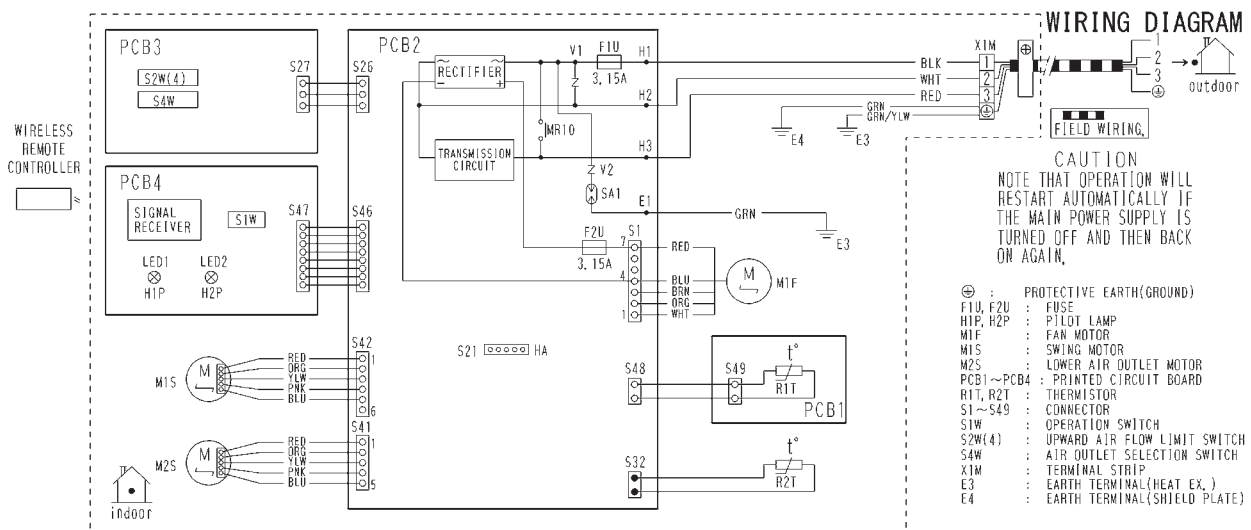 WIRING DIAGRAM
PCB3
S2W(4)
S4W
S27
S26
PCB2
RECTIFIER
~
~
−
+
TRANSMISSION
CIRCUIT
MR10
V1
F1U
3.15A
H1
H2
H3
V2
SA1
E1
GRN
E3
F2U
3.15A
S1
7
4
1
RED
BLU
BRN
ORG
WHT
M
M1F
BLK
WHT
RED
GRN
GRN/YLW
E4
E3
X1M
1
2
3
1
2
3
outdoor
FIELD WIRING.
WIRELESS
REMOTE
CONTROLLER
PCB4
SIGNAL
RECEIVER
S1W
LED1
H1P
LED2
H2P
S47
S46
S42
1
6
RED
ORG
YLW
PNK
BLU
M
M1S
S41
1
5
RED
ORG
YLW
PNK
BLU
M
M2S
indoor
S21
HA
S48
S49
t°
R1T
PCB1
S32
t°
R2T
CAUTION
NOTE THAT OPERATION WILL
RESTART AUTOMATICALLY IF
THE MAIN POWER SUPPLY IS
TURNED OFF AND THEN BACK
ON AGAIN.
⏚ : PROTECTIVE EARTH(GROUND)
F1U, F2U : FUSE
H1P, H2P : PILOT LAMP
M1F : FAN MOTOR
M1S : SWING MOTOR
M2S : LOWER AIR OUTLET MOTOR
PCB1~PCB4 : PRINTED CIRCUIT BOARD
R1T, R2T : THERMISTOR
S1~S49 : CONNECTOR
S1W : OPERATION SWITCH
S2W(4) : UPWARD AIR FLOW LIMIT SWITCH
S4W : AIR OUTLET SELECTION SWITCH
X1M : TERMINAL STRIP
E3 : EARTH TERMINAL(HEAT EX.)
E4 : EARTH TERMINAL(SHIELD PLATE)